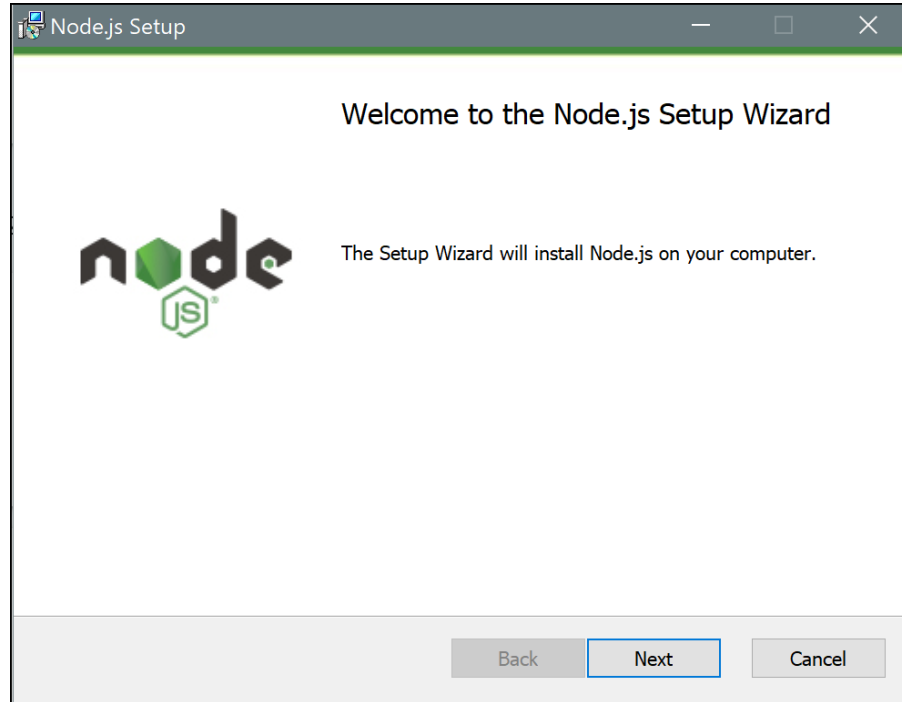 Node.js Setup
Welcome to the Node.js Setup Wizard
The Setup Wizard will install Node.js on your computer.
node
JS®
Back Next Cancel